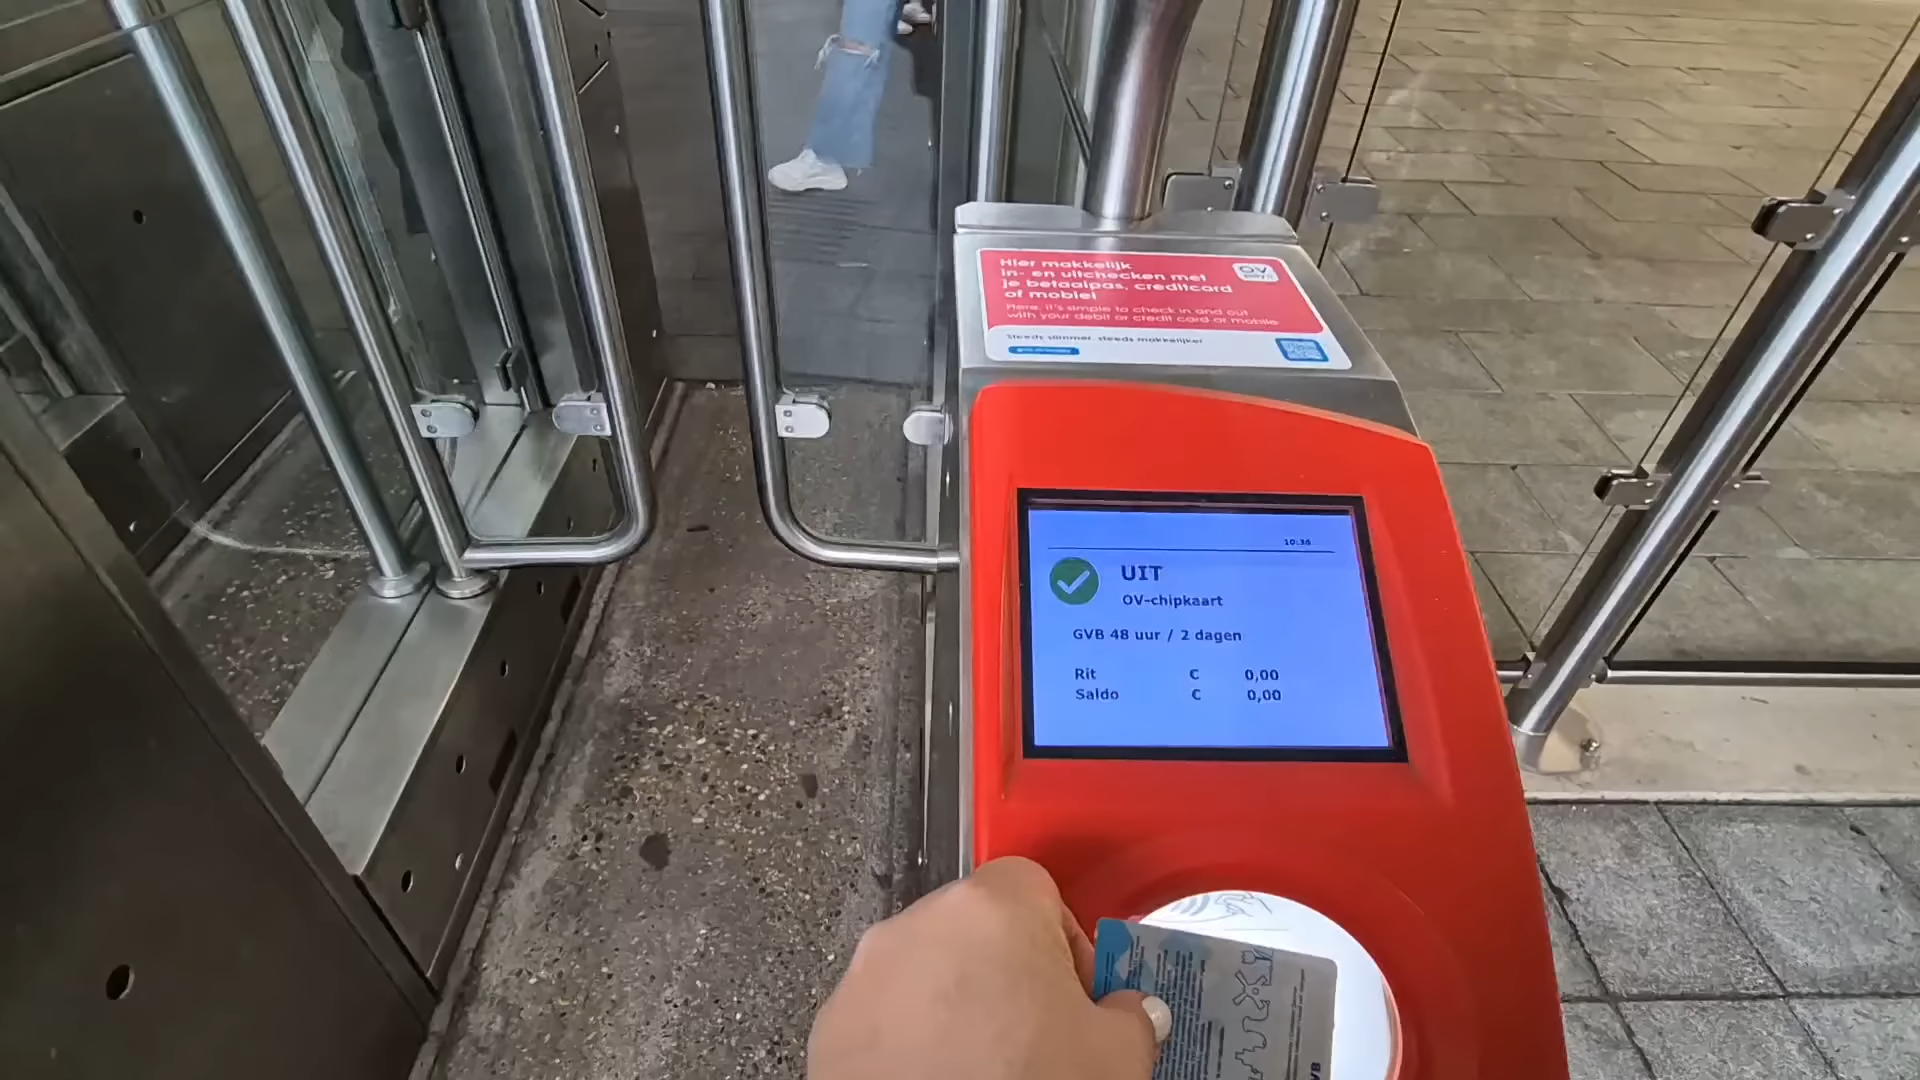 Hier makkelijk
in- en uitchecken met
je betaalpas, creditcard
of mobiel
OV
Here, it's simple to check in and out
with your debit or credit card or mobile
Steeds slimmer, steeds makkelijker
10:36
UIT
OV-chipkaart
GVB 48 uur / 2 dagen
Rit € 0,00
Saldo € 0,00